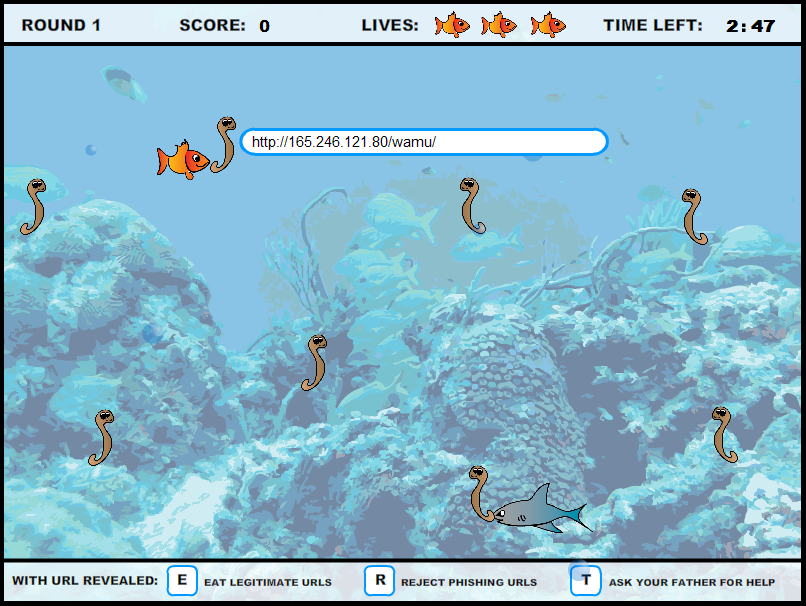 ROUND 1 SCORE: 0 LIVES: TIME LEFT: 2:47
http://165.246.121.80/wamu/
WITH URL REVEALED: E EAT LEGITIMATE URLS R REJECT PHISHING URLS T ASK YOUR FATHER FOR HELP